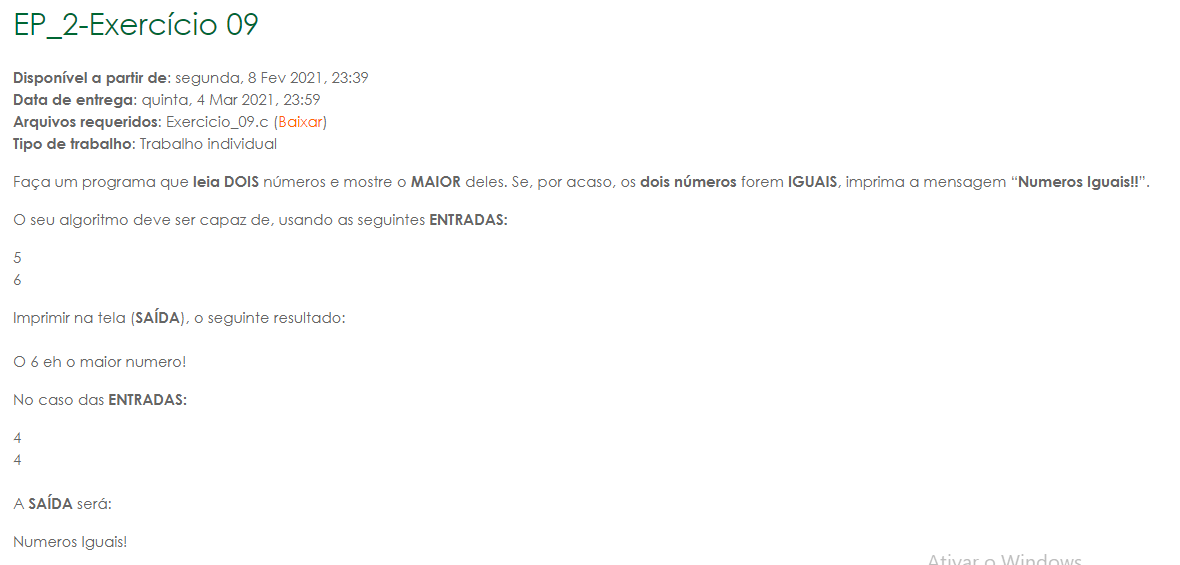 EP_2-Exercício 09
Disponível a partir de: segunda, 8 Fev 2021, 23:39
Data de entrega: quinta, 4 Mar 2021, 23:59
Arquivos requeridos: Exercicio_09.c (Baixar)
Tipo de trabalho: Trabalho individual
Faça um programa que leia DOIS números e mostre o MAIOR deles. Se, por acaso, os dois números forem IGUAIS, imprima a mensagem “Numeros Iguais!!”.
O seu algoritmo deve ser capaz de, usando as seguintes ENTRADAS:
5
6
Imprimir na tela (SAÍDA), o seguinte resultado:
O 6 eh o maior numero!
No caso das ENTRADAS:
4
4
A SAÍDA será:
Numeros Iguais!
Ativar o Windows